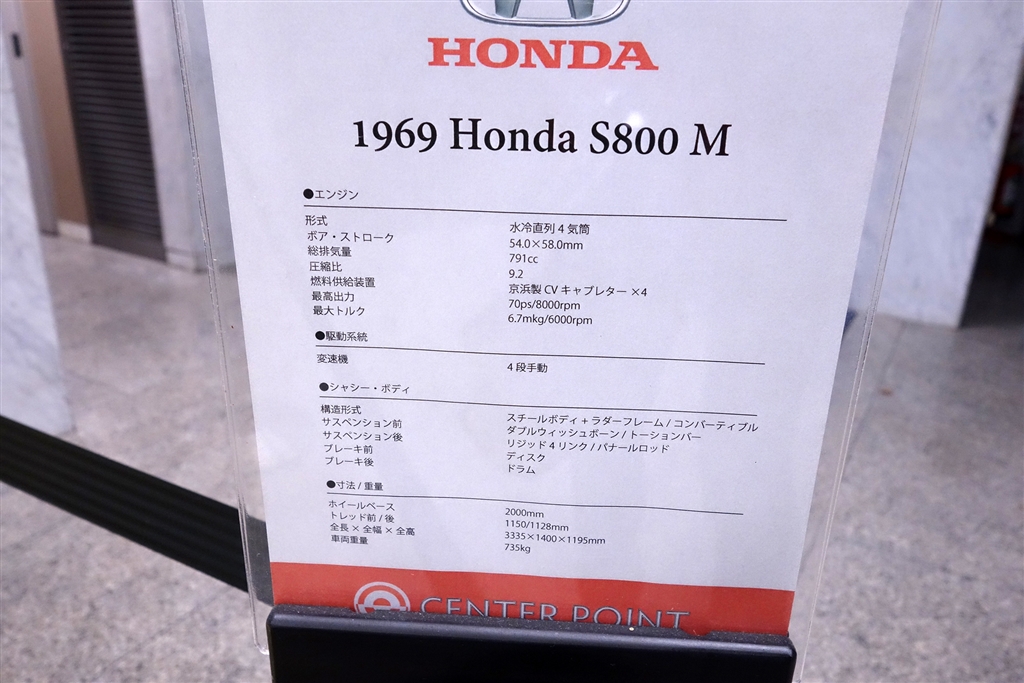 HONDA
1969 Honda S800 M
●エンジン
形式 水冷直列4気筒
ボア・ストローク 54.0×58.0mm
総排気量 791cc
圧縮比 9.2
燃料供給装置 京浜製CVキャブレター ×4
最高出力 70ps/8000rpm
最大トルク 6.7mkg/6000rpm
●駆動系統
変速機 4段手動
●シャシー・ボディ
構造形式 スチールボディ+ラダーフレーム/コンバーティブル
サスペンション前 ダブルウィッシュボーン/トーションバー
サスペンション後 リジッド4リンク/パナールロッド
ブレーキ前 ディスク
ブレーキ後 ドラム
●寸法/重量
ホイールベース 2000mm
トレッド前/後 1150/1128mm
全長×全幅×全高 3335×1400×1195mm
車両重量 735kg
CENTER POINT